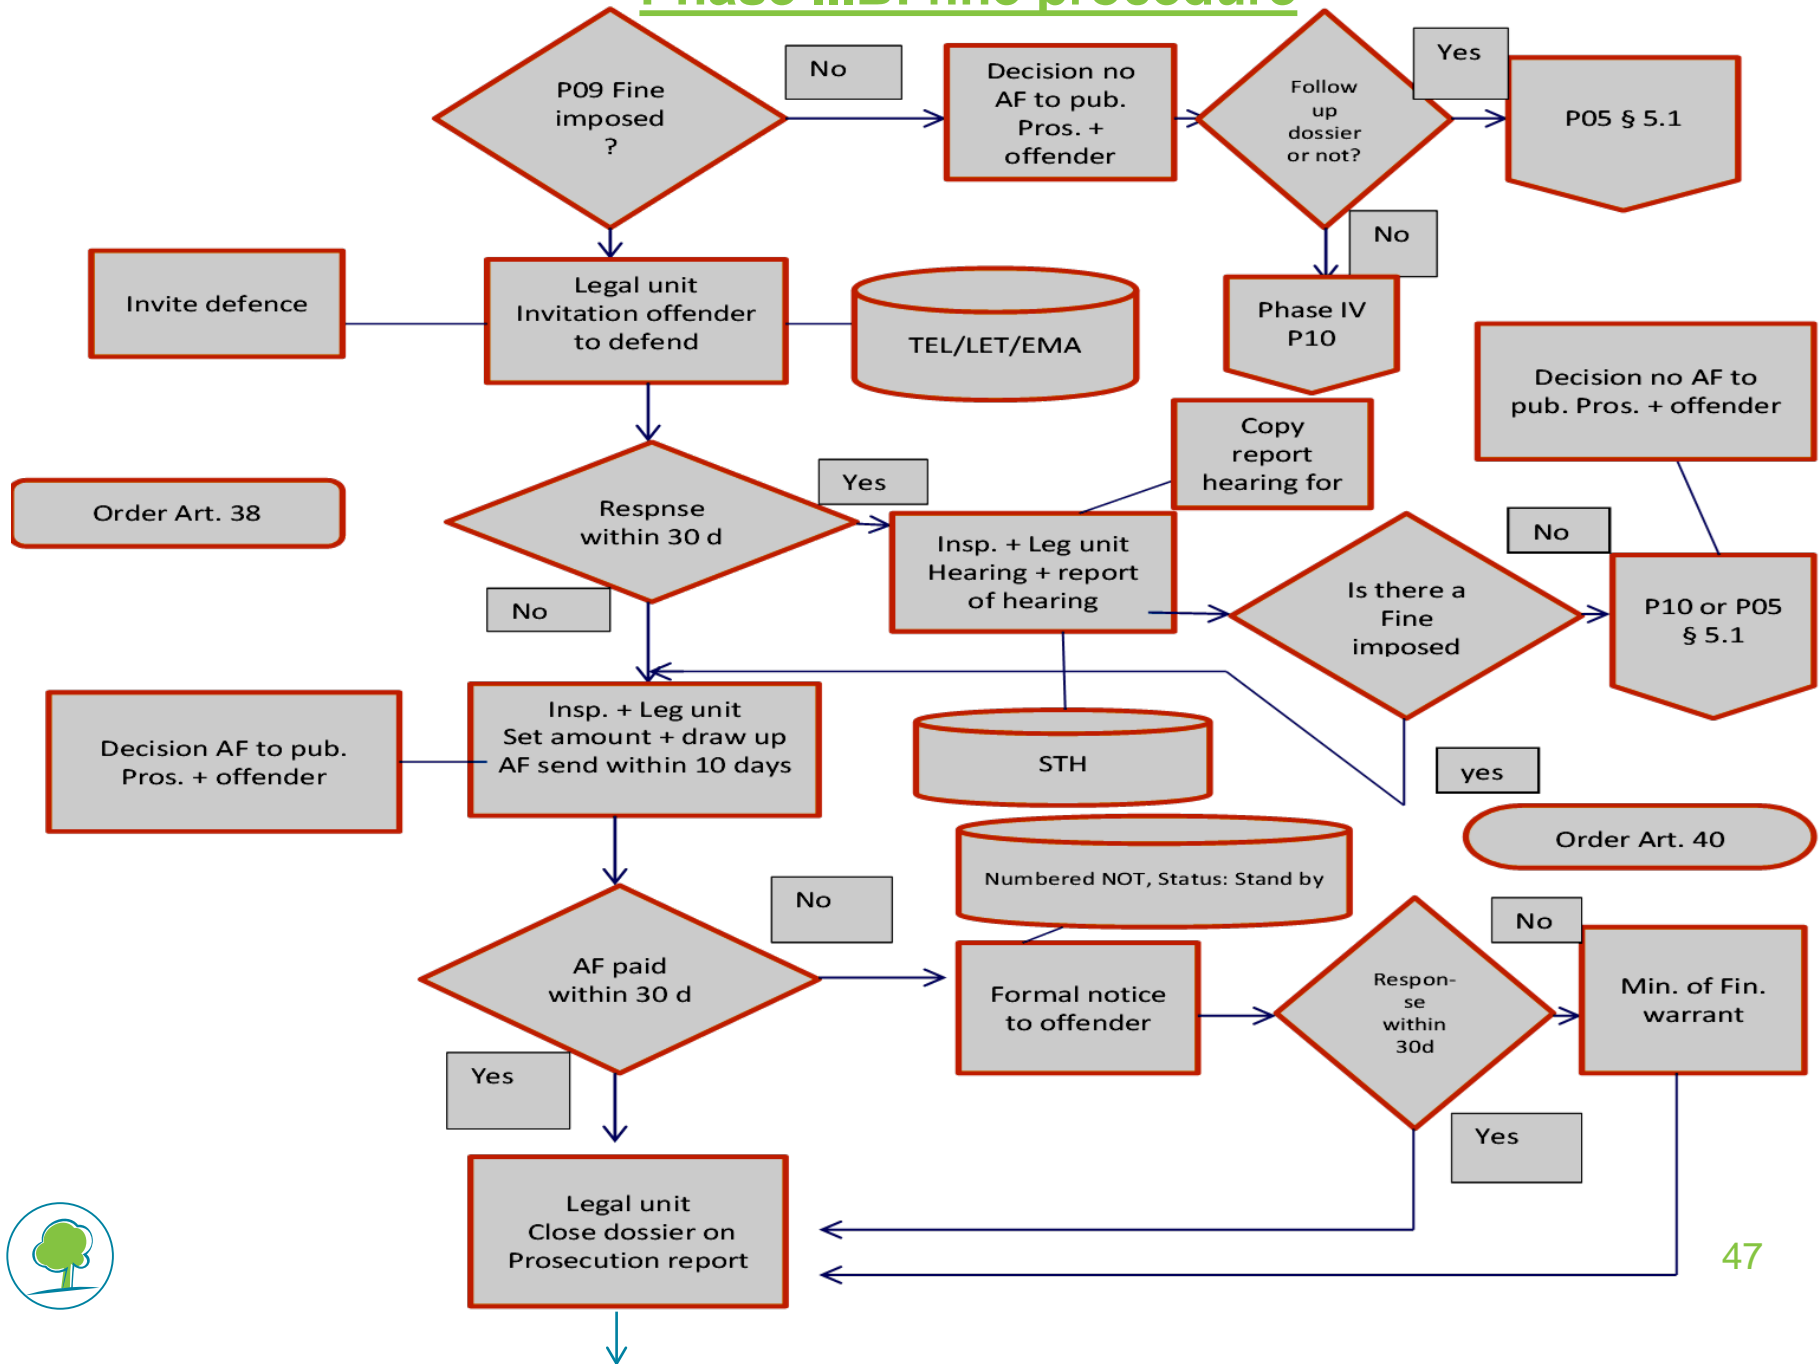 Phase IIIB: fine procedure
P09 Fine
imposed
?
No
Decision no
AF to pub.
Pros. +
offender
Follow
up
dossier
or not?
Yes
P05 § 5.1
No
Phase IV
P10
Invite defence
Legal unit
Invitation offender
to defend
TEL/LET/EMA
Decision no AF to
pub. Pros. + offender
Copy
report
hearing for
Order Art. 38
Respnse
within 30 d
Yes
No
Insp. + Leg unit
Hearing + report
of hearing
Is there a
Fine
imposed
No
P10 or P05
§ 5.1
yes
STH
Decision AF to pub.
Pros. + offender
Insp. + Leg unit
Set amount + draw up
AF send within 10 days
Order Art. 40
Numbered NOT, Status: Stand by
AF paid
within 30 d
No
Yes
Formal notice
to offender
Respon-
se
within
30d
No
Min. of Fin.
warrant
Yes
Legal unit
Close dossier on
Prosecution report
47